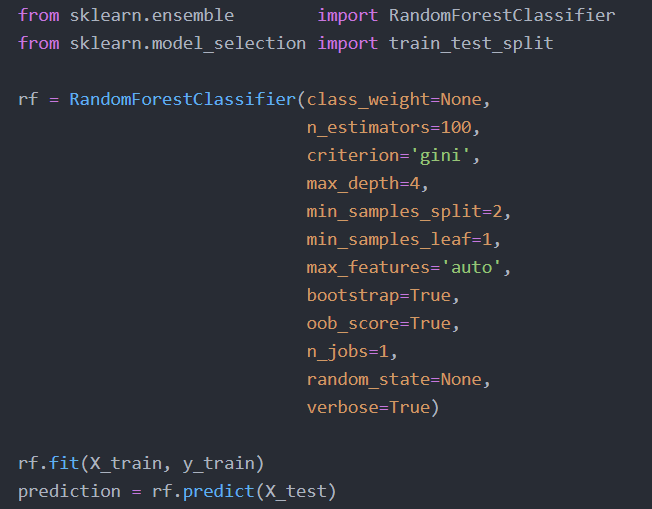 from sklearn.ensemble        import RandomForestClassifier
from sklearn.model_selection import train_test_split
rf = RandomForestClassifier(class_weight=None,
                            n_estimators=100,
                            criterion='gini',
                            max_depth=4,
                            min_samples_split=2,
                            min_samples_leaf=1,
                            max_features='auto',
                            bootstrap=True,
                            oob_score=True,
                            n_jobs=1,
                            random_state=None,
                            verbose=True)
rf.fit(X_train, y_train)
prediction = rf.predict(X_test)